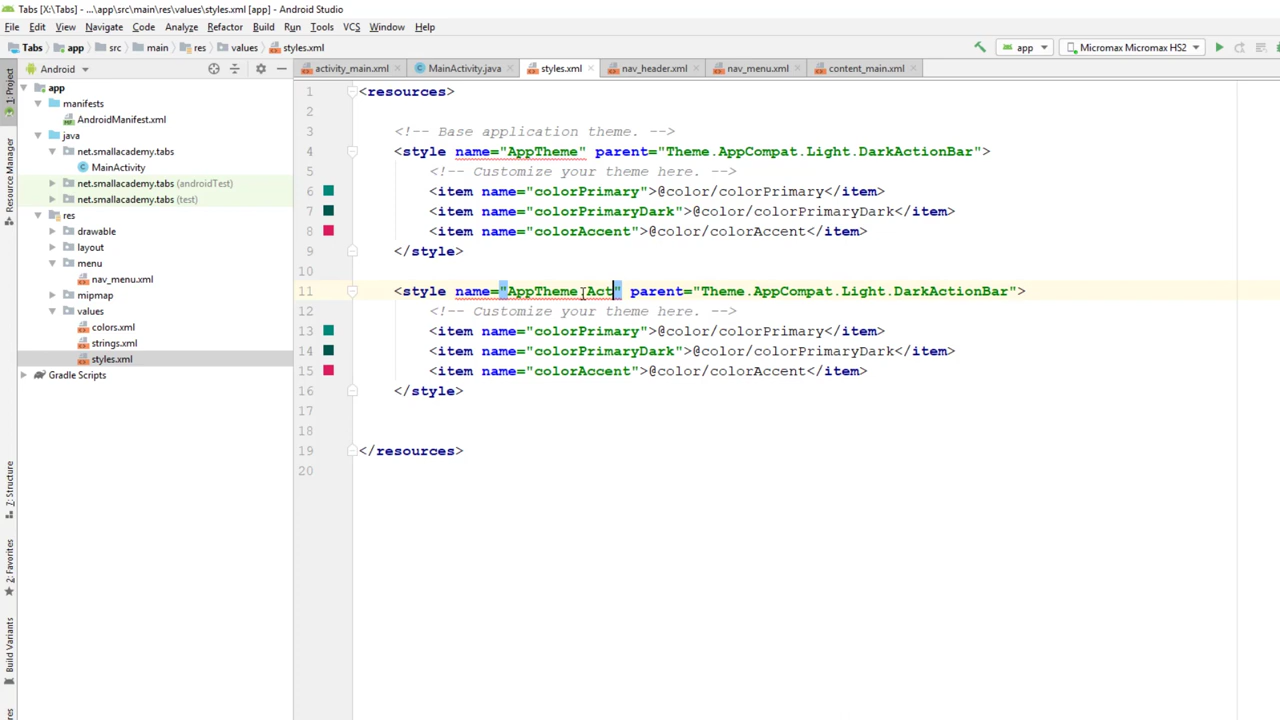 Tabs [X:\Tabs] - ...\app\src\main\res\values\styles.xml [app] - Android Studio
File Edit View Navigate Code Analyze Refactor Build Run Tools VCS Window Help
Tabs app src main res values styles.xml app Micromax Micromax HS2
Android activity_main.xml MainActivity.java styles.xml nav_header.xml nav_menu.xml content_main.xml
1: Project
Resource Manager
7: Structure
2: Favorites
Build Variants
app
manifests
AndroidManifest.xml
java
net.smallacademy.tabs
MainActivity
net.smallacademy.tabs (androidTest)
net.smallacademy.tabs (test)
res
drawable
layout
menu
nav_menu.xml
mipmap
values
colors.xml
strings.xml
styles.xml
Gradle Scripts
1 <resources>
2
3 <!-- Base application theme. -->
4 <style name="AppTheme" parent="Theme.AppCompat.Light.DarkActionBar">
5 <!-- Customize your theme here. -->
6 <item name="colorPrimary">@color/colorPrimary</item>
7 <item name="colorPrimaryDark">@color/colorPrimaryDark</item>
8 <item name="colorAccent">@color/colorAccent</item>
9 </style>
10
11 <style name="AppTheme.Act" parent="Theme.AppCompat.Light.DarkActionBar">
12 <!-- Customize your theme here. -->
13 <item name="colorPrimary">@color/colorPrimary</item>
14 <item name="colorPrimaryDark">@color/colorPrimaryDark</item>
15 <item name="colorAccent">@color/colorAccent</item>
16 </style>
17
18
19 </resources>
20